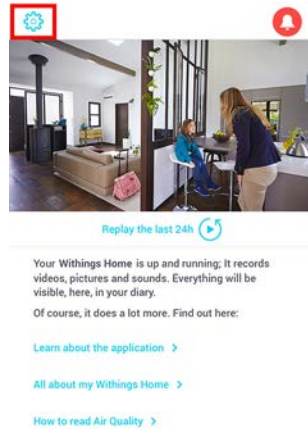 Replay the last 24h
Your Withings Home is up and running; It records
videos, pictures and sounds. Everything will be
visible, here, in your diary.
Of course, it does a lot more. Find out here:
Learn about the application >
All about my Withings Home >
How to read Air Quality >